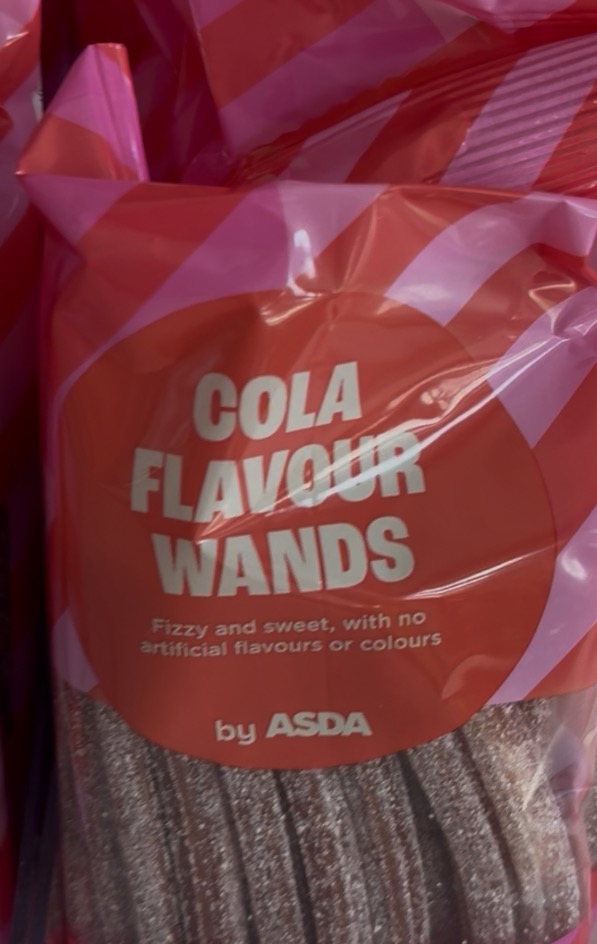 COLA
FLAVOUR
WANDS
Fizzy and sweet, with no
artificial flavours or colours
by ASDA